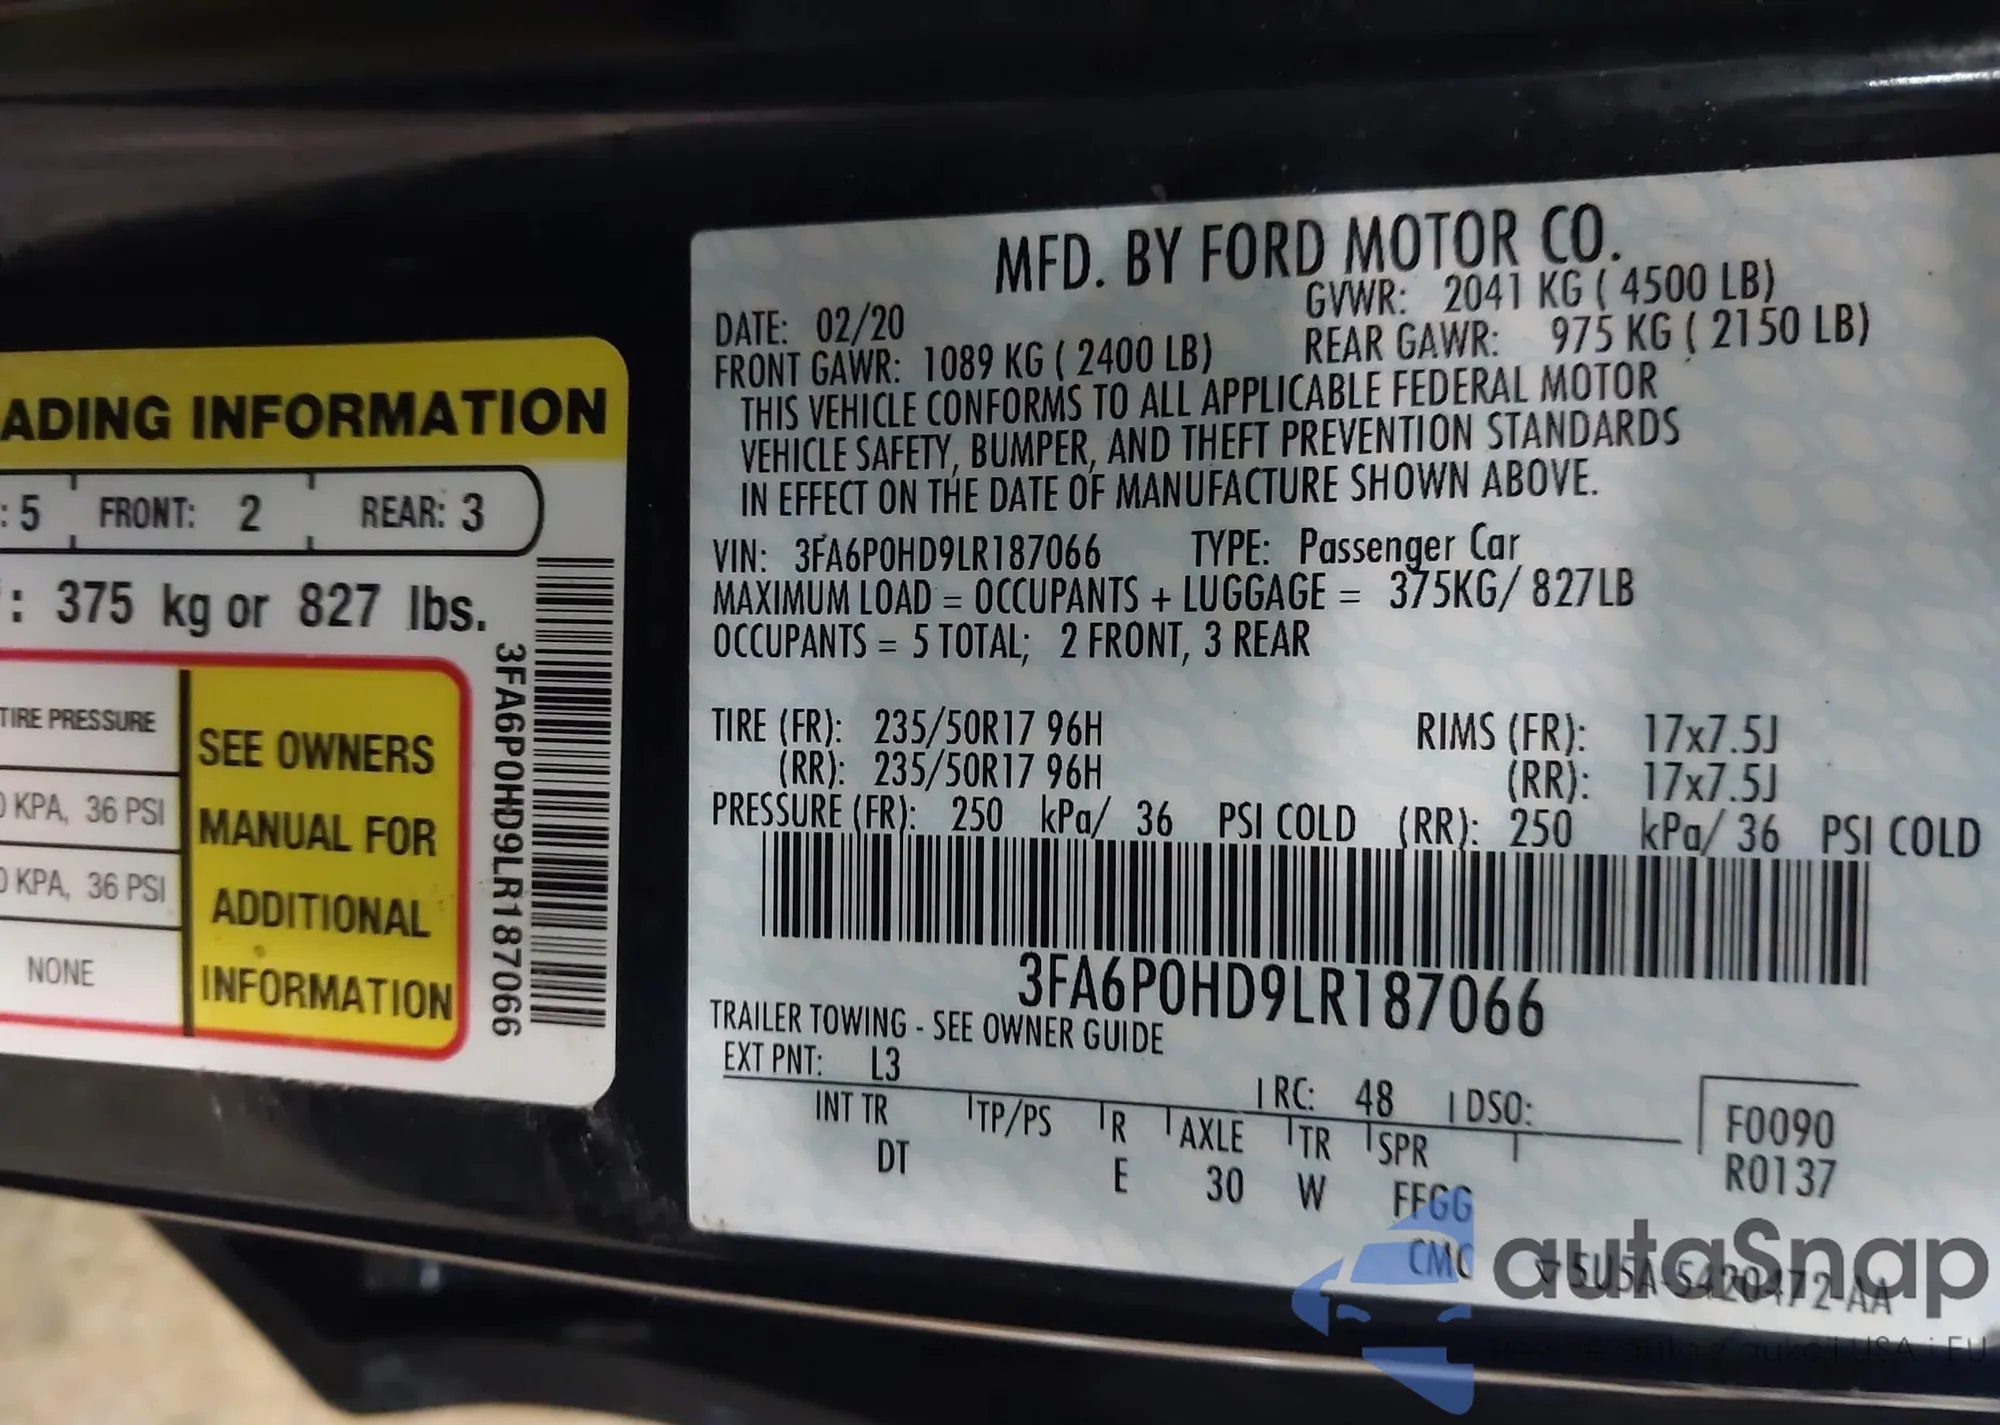 ADING INFORMATION
: 5 FRONT: 2 REAR: 3
: 375 kg or 827 lbs.
TIRE PRESSURE
0 KPA, 36 PSI
0 KPA, 36 PSI
NONE
SEE OWNERS
MANUAL FOR
ADDITIONAL
INFORMATION
3FA6P0HD9LR187066
MFD. BY FORD MOTOR CO.
DATE: 02/20 GVWR: 2041 KG ( 4500 LB)
FRONT GAWR: 1089 KG ( 2400 LB) REAR GAWR: 975 KG ( 2150 LB)
THIS VEHICLE CONFORMS TO ALL APPLICABLE FEDERAL MOTOR
VEHICLE SAFETY, BUMPER, AND THEFT PREVENTION STANDARDS
IN EFFECT ON THE DATE OF MANUFACTURE SHOWN ABOVE.
VIN: 3FA6P0HD9LR187066 TYPE: Passenger Car
MAXIMUM LOAD = OCCUPANTS + LUGGAGE = 375KG/ 827LB
OCCUPANTS = 5 TOTAL; 2 FRONT, 3 REAR
TIRE (FR): 235/50R17 96H RIMS (FR): 17x7.5J
(RR): 235/50R17 96H (RR): 17x7.5J
PRESSURE (FR): 250 kPa/ 36 PSI COLD (RR): 250 kPa/ 36 PSI COLD
3FA6P0HD9LR187066
TRAILER TOWING - SEE OWNER GUIDE
EXT PNT: L3 RC: 48 DSO:
INT TR TP/PS R AXLE TR SPR
DT E 30 W FFGG
F0090
R0137
CMC 5U5A-5420472-AA
autaSnap